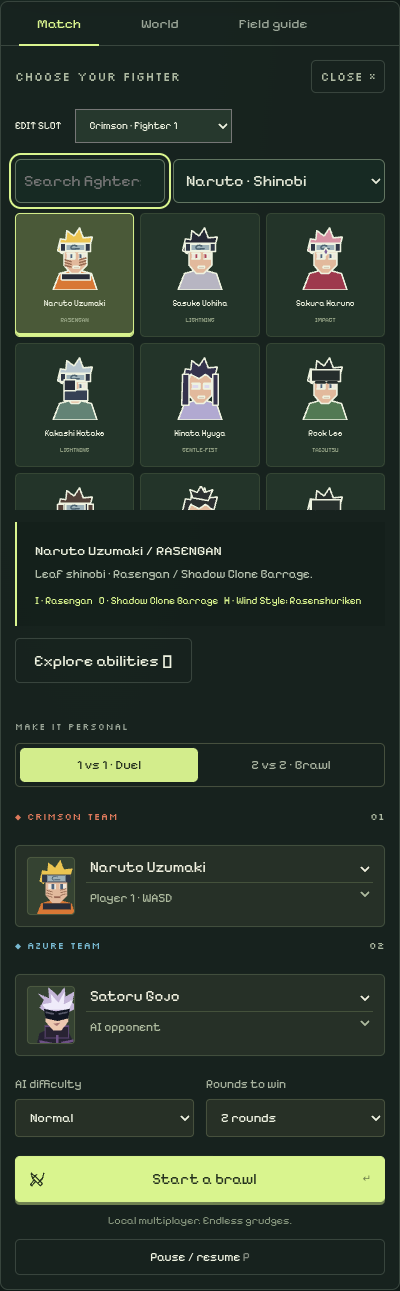 Match World Field guide
CHOOSE YOUR FIGHTER CLOSE ×
EDIT SLOT Crimson · Fighter 1
Search fighter Naruto · Shinobi
Naruto Uzumaki Sasuke Uchiha Sakura Haruno
RASENGAN LIGHTNING IMPACT
Kakashi Hatake Hinata Hyuga Rock Lee
LIGHTNING GENTLE-FIST TAIJUTSU
Naruto Uzumaki / RASENGAN
Leaf shinobi · Rasengan / Shadow Clone Barrage.
I · Rasengan O · Shadow Clone Barrage H · Wind Style: Rasenshuriken
Explore abilities
MAKE IT PERSONAL
1 vs 1 · Duel 2 vs 2 · Brawl
◆ CRIMSON TEAM 01
Naruto Uzumaki
Player 1 · WASD
◆ AZURE TEAM 02
Satoru Gojo
AI opponent
AI difficulty Rounds to win
Normal 2 rounds
Start a brawl ↵
Local multiplayer. Endless grudges.
Pause / resume P